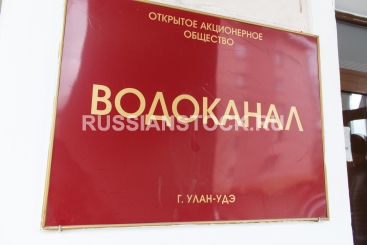 ОТКРЫТОЕ АКЦИОНЕРНОЕ
ОБЩЕСТВО
ВОДОКАНАЛ
RUSSIANSTOCK.RU
Г. УЛАН-УДЭ